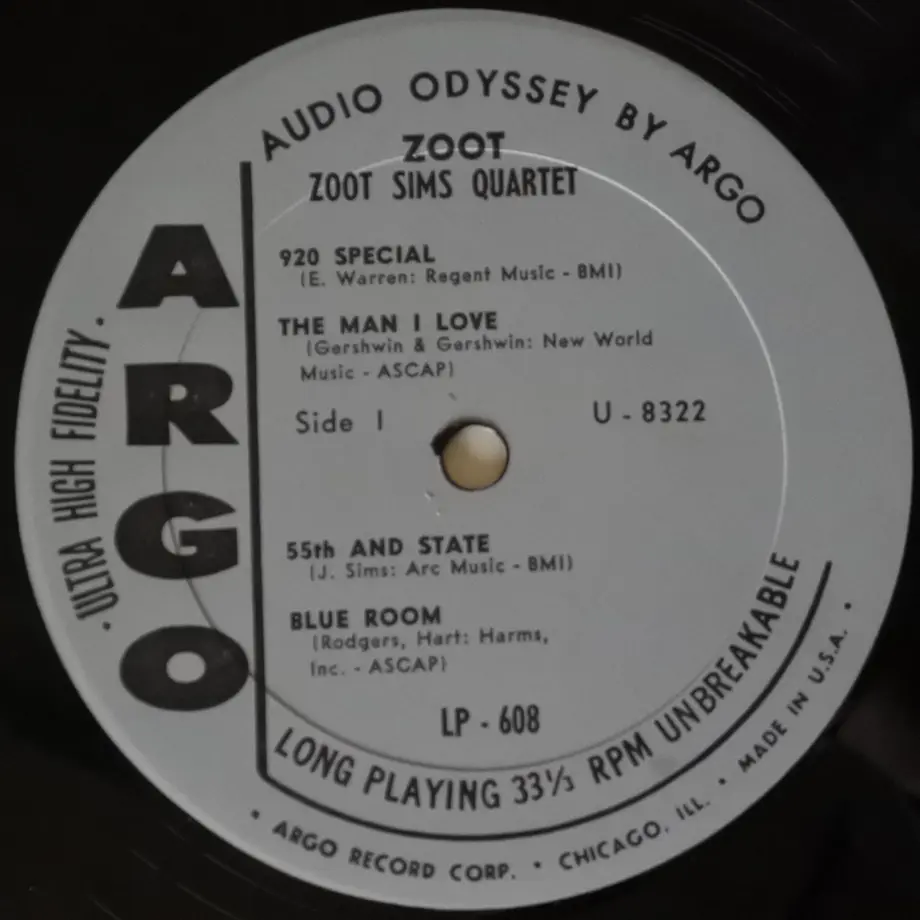 AUDIO ODYSSEY BY ARGO
ZOOT
ZOOT SIMS QUARTET
920 SPECIAL
(E. Warren: Regent Music - BMI)
THE MAN I LOVE
(Gershwin & Gershwin: New World
Music - ASCAP)
Side 1
U - 8322
55th AND STATE
(J. Sims: Arc Music - BMI)
BLUE ROOM
(Rodgers, Hart: Harms,
Inc. - ASCAP)
LP - 608
LONG PLAYING 33⅓ RPM UNBREAKABLE
• ARGO RECORD CORP. • CHICAGO, ILL. • MADE IN U.S.A. •
• ULTRA HIGH FIDELITY •
ARGO